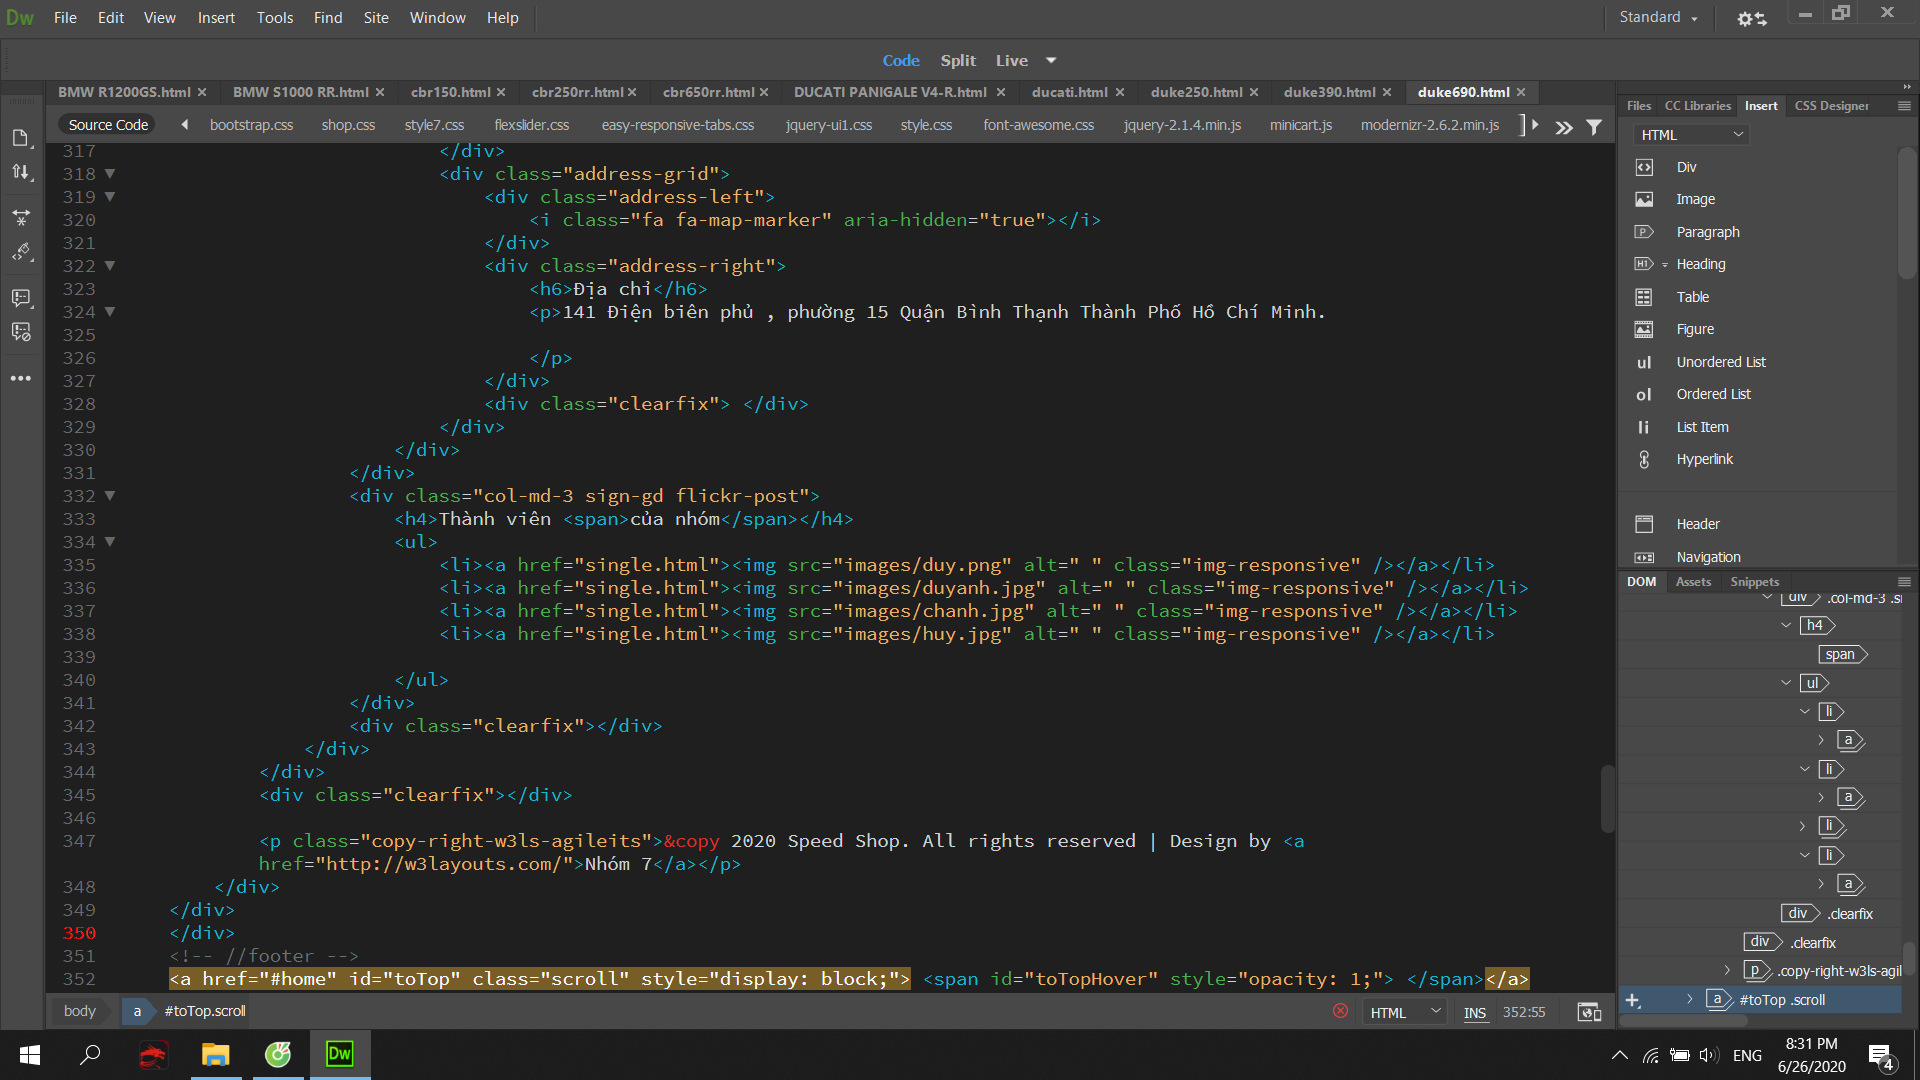 Dw File Edit View Insert Tools Find Site Window Help Standard
Code Split Live
BMW R1200GS.html BMW S1000 RR.html cbr150.html cbr250rr.html cbr650rr.html DUCATI PANIGALE V4-R.html ducati.html duke250.html duke390.html duke690.html
Source Code bootstrap.css shop.css style7.css flexslider.css easy-responsive-tabs.css jquery-ui1.css style.css font-awesome.css jquery-2.1.4.min.js minicart.js modernizr-2.6.2.min.js
317 </div>
318 <div class="address-grid">
319 <div class="address-left">
320 <i class="fa fa-map-marker" aria-hidden="true"></i>
321 </div>
322 <div class="address-right">
323 <h6>Địa chỉ</h6>
324 <p>141 Điện biên phủ , phường 15 Quận Bình Thạnh Thành Phố Hồ Chí Minh.
325
326 </p>
327 </div>
328 <div class="clearfix"> </div>
329 </div>
330 </div>
331 </div>
332 <div class="col-md-3 sign-gd flickr-post">
333 <h4>Thành viên <span>của nhóm</span></h4>
334 <ul>
335 <li><a href="single.html"><img src="images/duy.png" alt=" " class="img-responsive" /></a></li>
336 <li><a href="single.html"><img src="images/duyanh.jpg" alt=" " class="img-responsive" /></a></li>
337 <li><a href="single.html"><img src="images/chanh.jpg" alt=" " class="img-responsive" /></a></li>
338 <li><a href="single.html"><img src="images/huy.jpg" alt=" " class="img-responsive" /></a></li>
339
340 </ul>
341 </div>
342 <div class="clearfix"></div>
343 </div>
344 </div>
345 <div class="clearfix"></div>
346
347 <p class="copy-right-w3ls-agileits">&copy 2020 Speed Shop. All rights reserved | Design by <a
href="http://w3layouts.com/">Nhóm 7</a></p>
348 </div>
349 </div>
350 </div>
351 <!-- //footer -->
352 <a href="#home" id="toTop" class="scroll" style="display: block;"> <span id="toTopHover" style="opacity: 1;"> </span></a>
body a #toTop.scroll HTML INS 352:55
Files CC Libraries Insert CSS Designer
HTML
Div
Image
Paragraph
H1 Heading
Table
Figure
ul Unordered List
ol Ordered List
li List Item
Hyperlink
Header
Navigation
DOM Assets Snippets
div .col-md-3 .si
h4
span
ul
li
a
li
a
li
li
a
div .clearfix
div .clearfix
p .copy-right-w3ls-agil
a #toTop .scroll
Dw
ENG
8:31 PM
6/26/2020
4